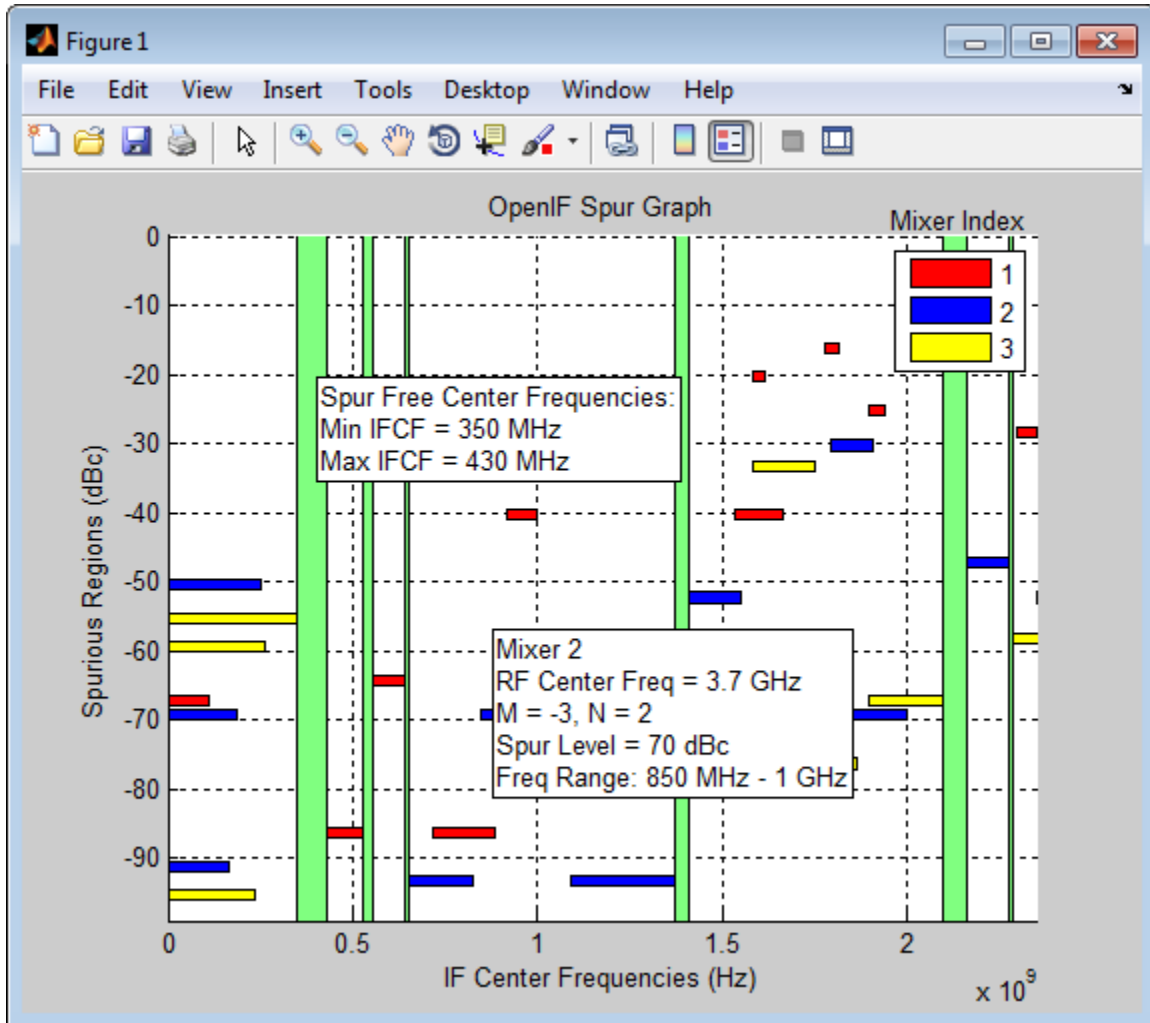 Figure 1
File Edit View Insert Tools Desktop Window Help
OpenIF Spur Graph
Mixer Index
1
2
3
0
-10
-20
-30
-40
-50
-60
-70
-80
-90
Spurious Regions (dBc)
Spur Free Center Frequencies:
Min IFCF = 350 MHz
Max IFCF = 430 MHz
Mixer 2
RF Center Freq = 3.7 GHz
M = -3, N = 2
Spur Level = 70 dBc
Freq Range: 850 MHz - 1 GHz
0 0.5 1 1.5 2
IF Center Frequencies (Hz)
x 10^9